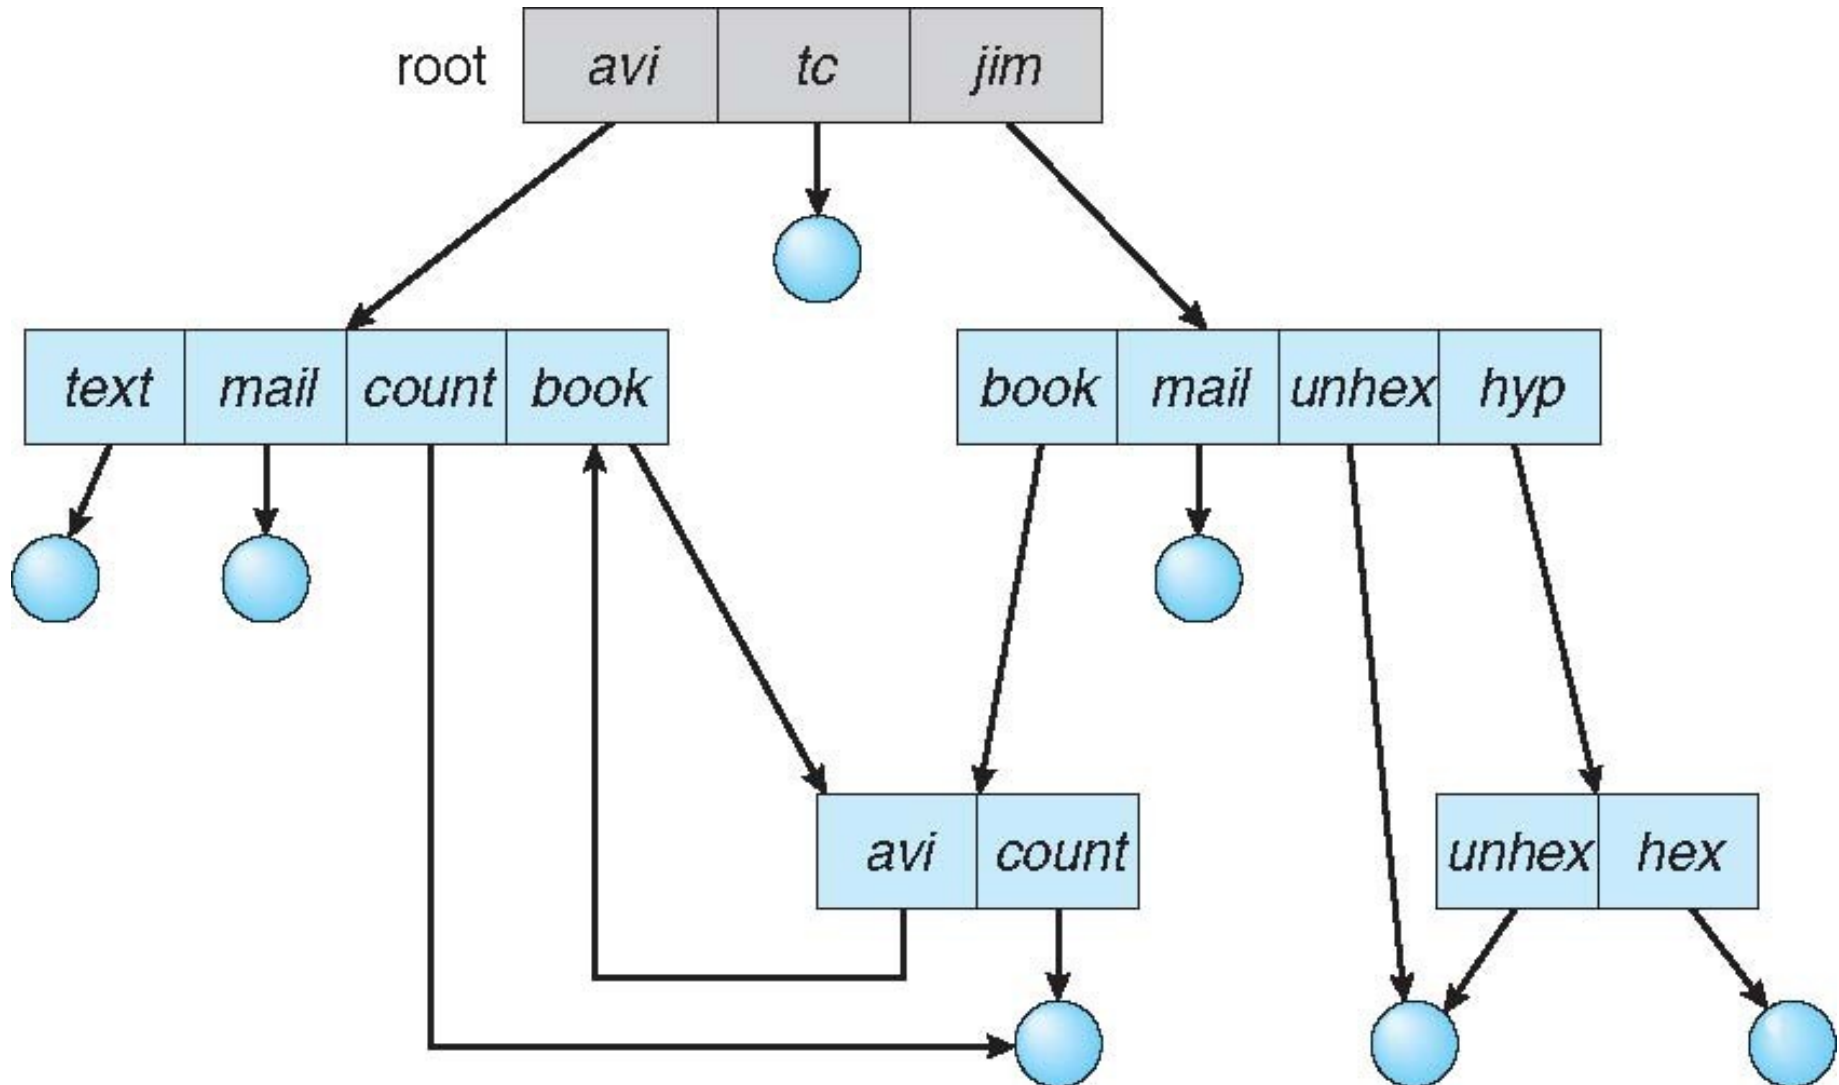 root avi tc jim
text mail count book
book mail unhex hyp
avi count
unhex hex